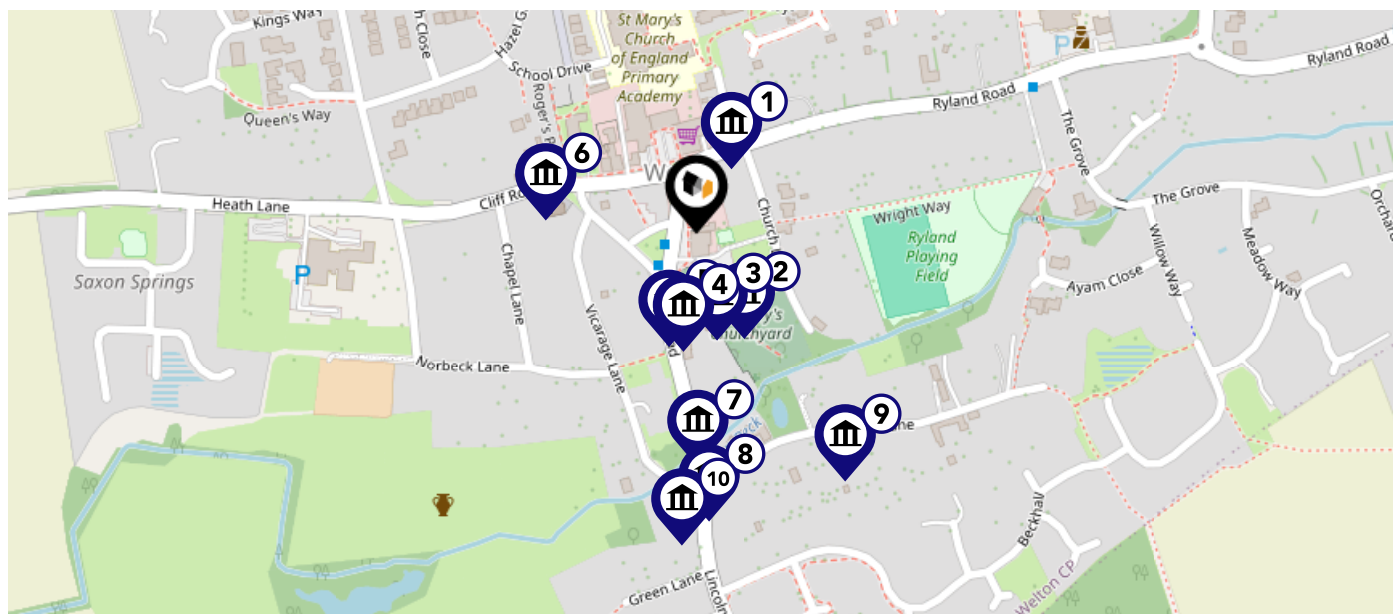 Kings Way
School Drive
St Mary's
Church
of England
Primary
Academy
Queen's Way
Ryland Road
P
Ryland Road
1
6
The Grove
Heath Lane
Cliff
Church
Wright Way
Ryland
Playing
Field
The Grove
Saxon Springs
P
Chapel Lane
Vicarage Lane
4
3
2
Ayam Close
Willow Way
Meadow Way
Norbeck Lane
7
9
8
10
Beckhall
Green Lane
Welton CP